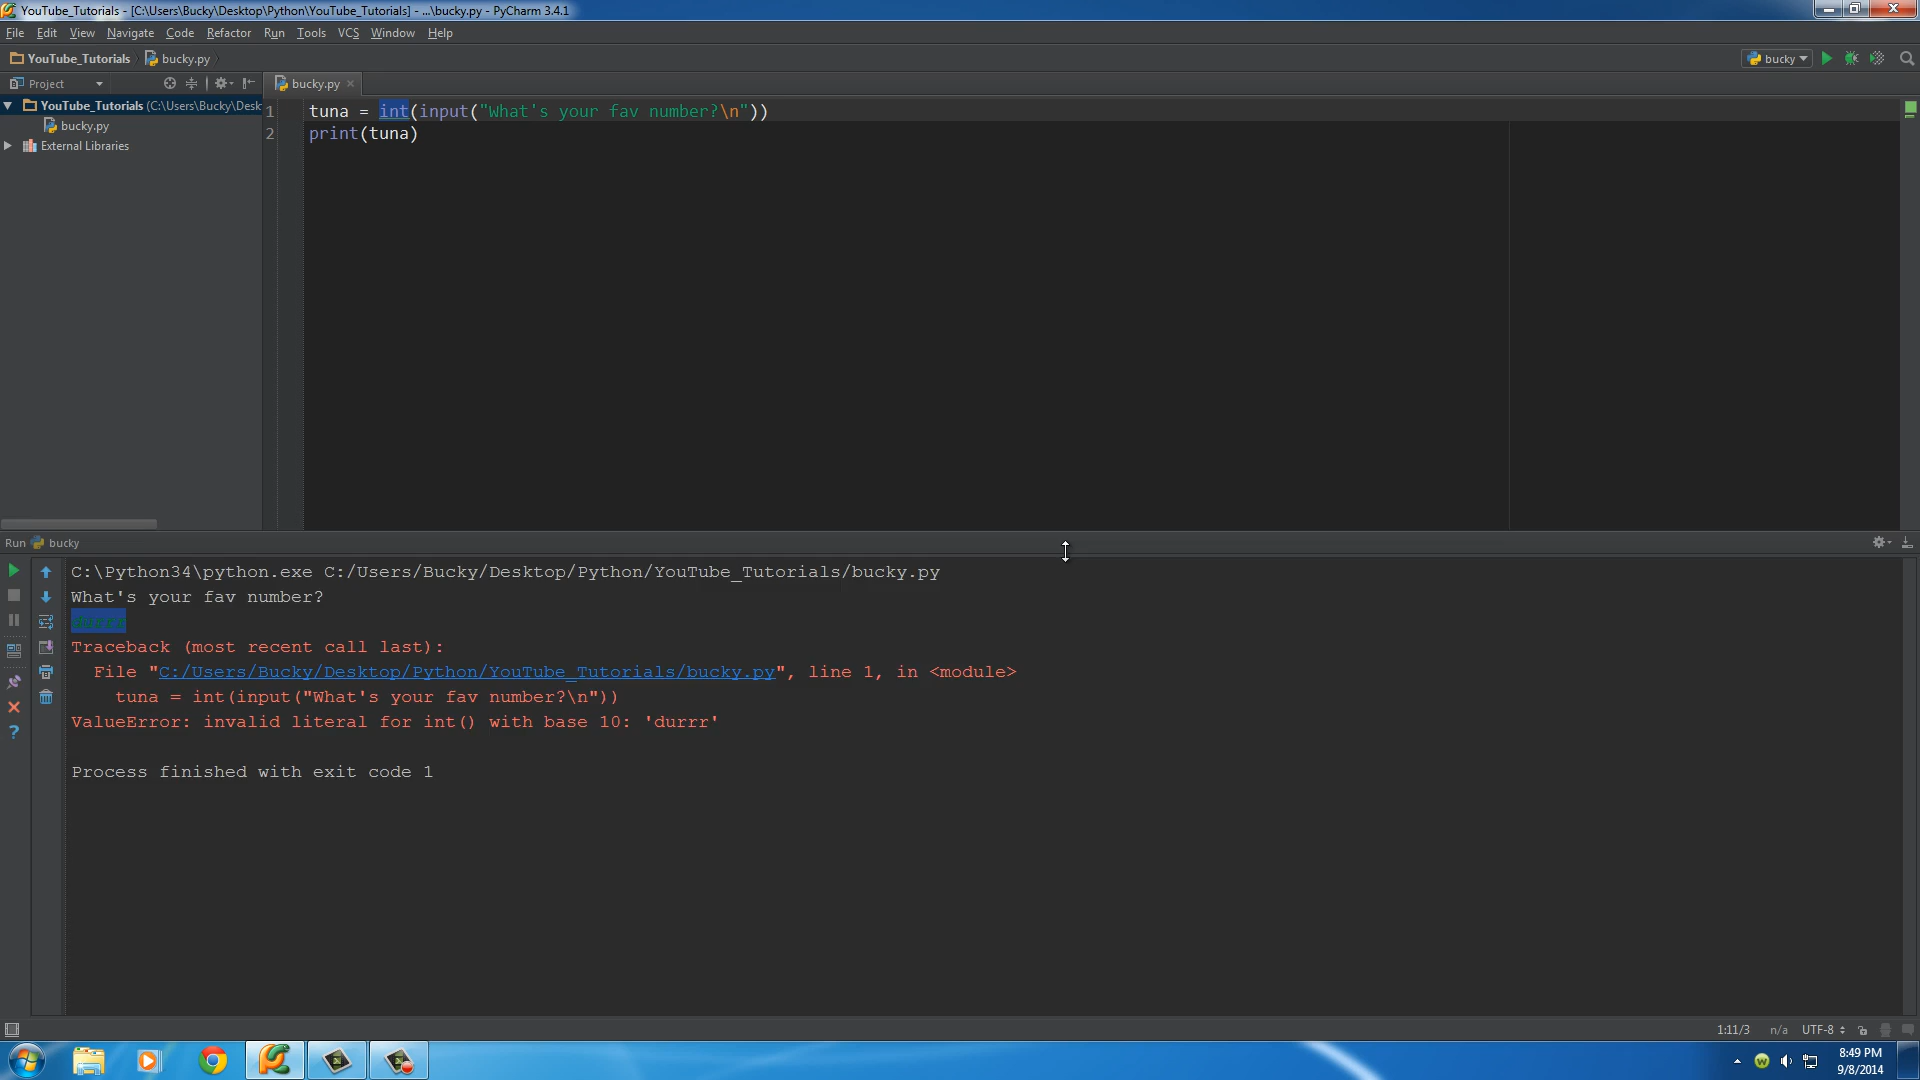 YouTube_Tutorials - [C:\Users\Bucky\Desktop\Python\YouTube_Tutorials] - ...\bucky.py - PyCharm 3.4.1
File Edit View Navigate Code Refactor Run Tools VCS Window Help
YouTube_Tutorials bucky.py bucky
Project bucky.py
YouTube_Tutorials (C:\Users\Bucky\Desk
bucky.py
External Libraries
1 tuna = int(input("What's your fav number?\n"))
2 print(tuna)
Run bucky
C:\Python34\python.exe C:/Users/Bucky/Desktop/Python/YouTube_Tutorials/bucky.py
What's your fav number?
durrr
Traceback (most recent call last):
File "C:/Users/Bucky/Desktop/Python/YouTube_Tutorials/bucky.py", line 1, in <module>
tuna = int(input("What's your fav number?\n"))
ValueError: invalid literal for int() with base 10: 'durrr'
Process finished with exit code 1
1:11/3 n/a UTF-8
8:49 PM
9/8/2014